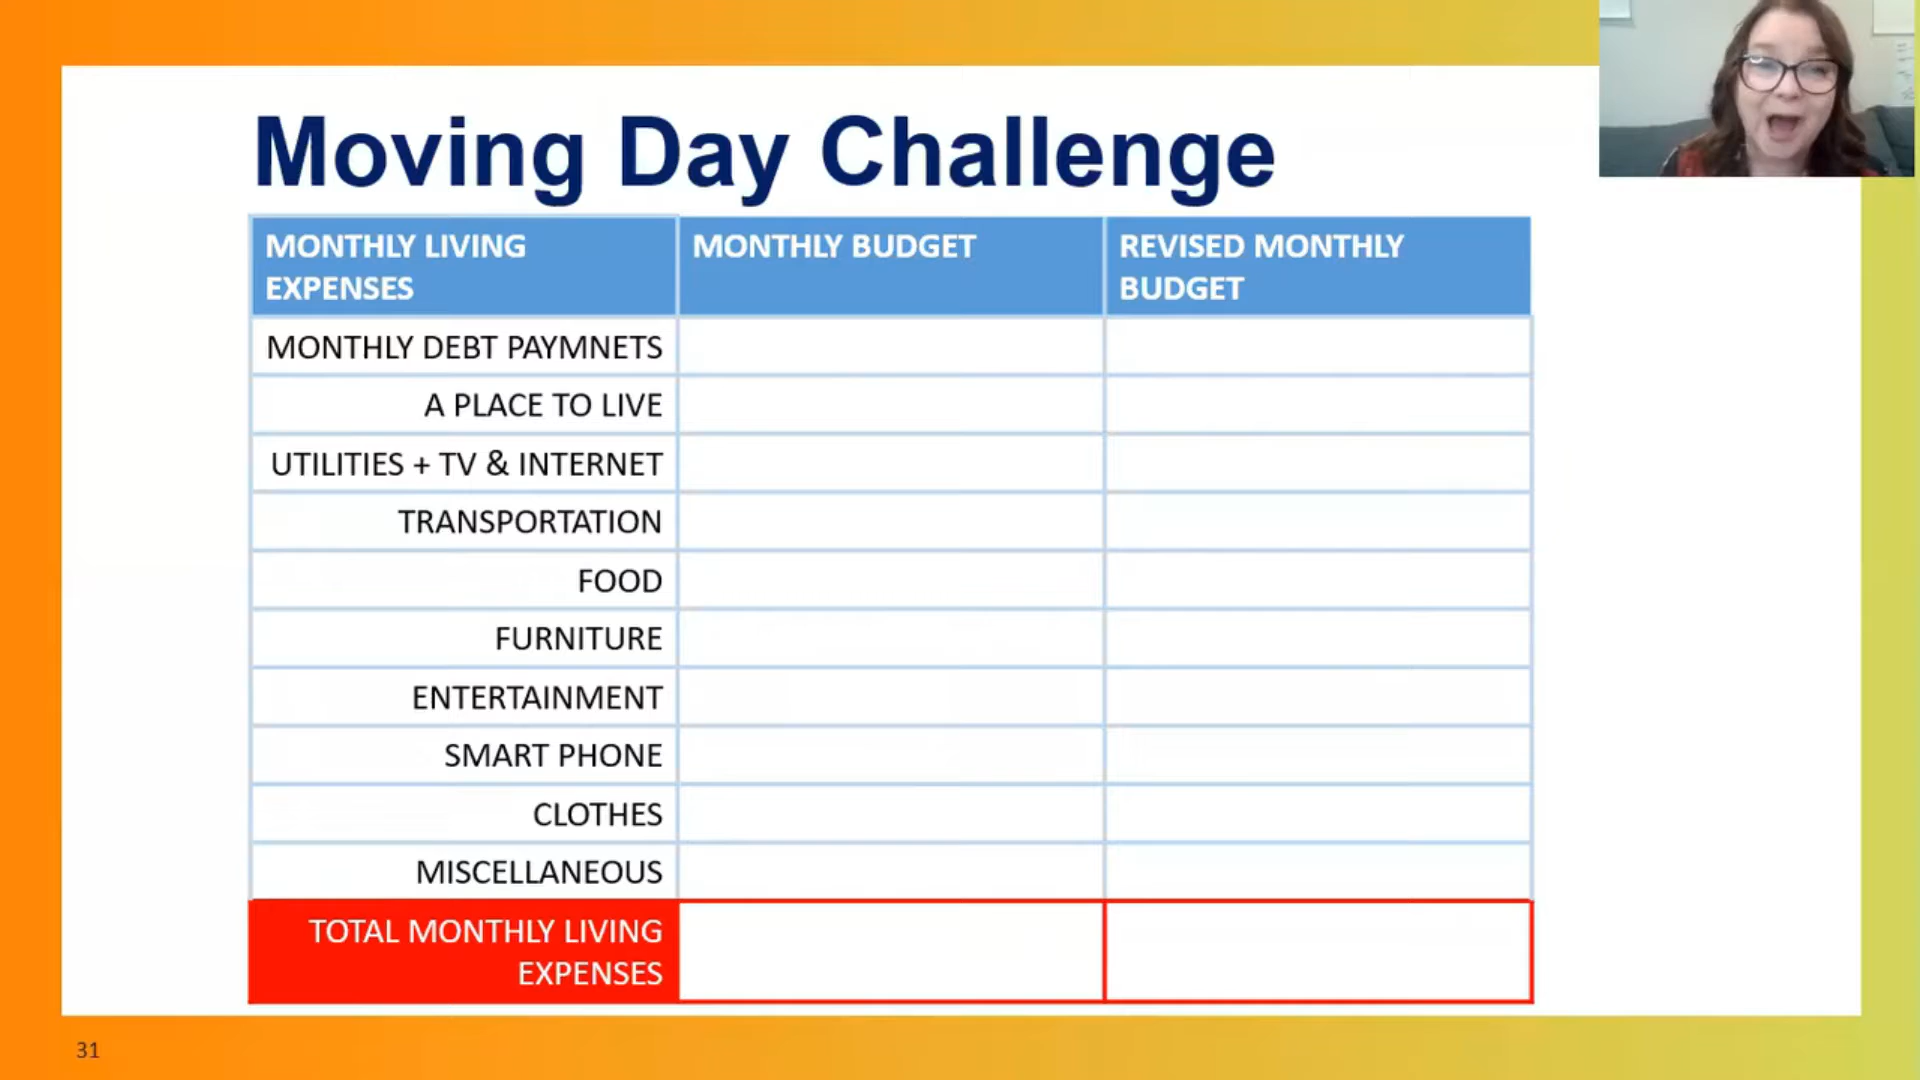 Moving Day Challenge
MONTHLY LIVING
EXPENSES
MONTHLY BUDGET
REVISED MONTHLY
BUDGET
MONTHLY DEBT PAYMNETS
A PLACE TO LIVE
UTILITIES + TV & INTERNET
TRANSPORTATION
FOOD
FURNITURE
ENTERTAINMENT
SMART PHONE
CLOTHES
MISCELLANEOUS
TOTAL MONTHLY LIVING
EXPENSES
31